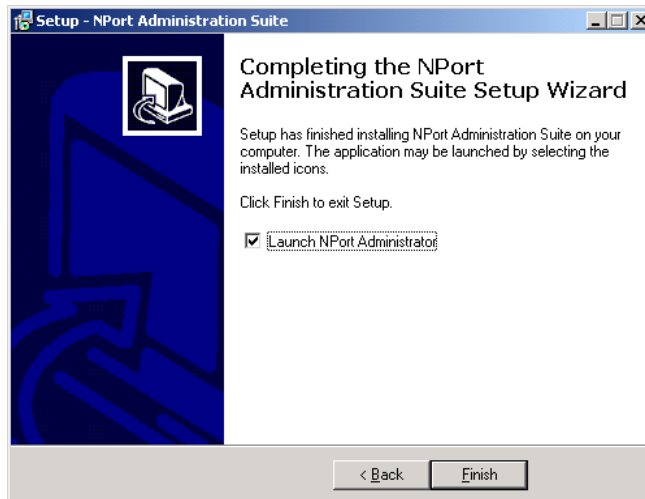 Setup - NPort Administration Suite
Completing the NPort
Administration Suite Setup Wizard
Setup has finished installing NPort Administration Suite on your
computer. The application may be launched by selecting the
installed icons.
Click Finish to exit Setup.
Launch NPort Administrator
< Back
Finish